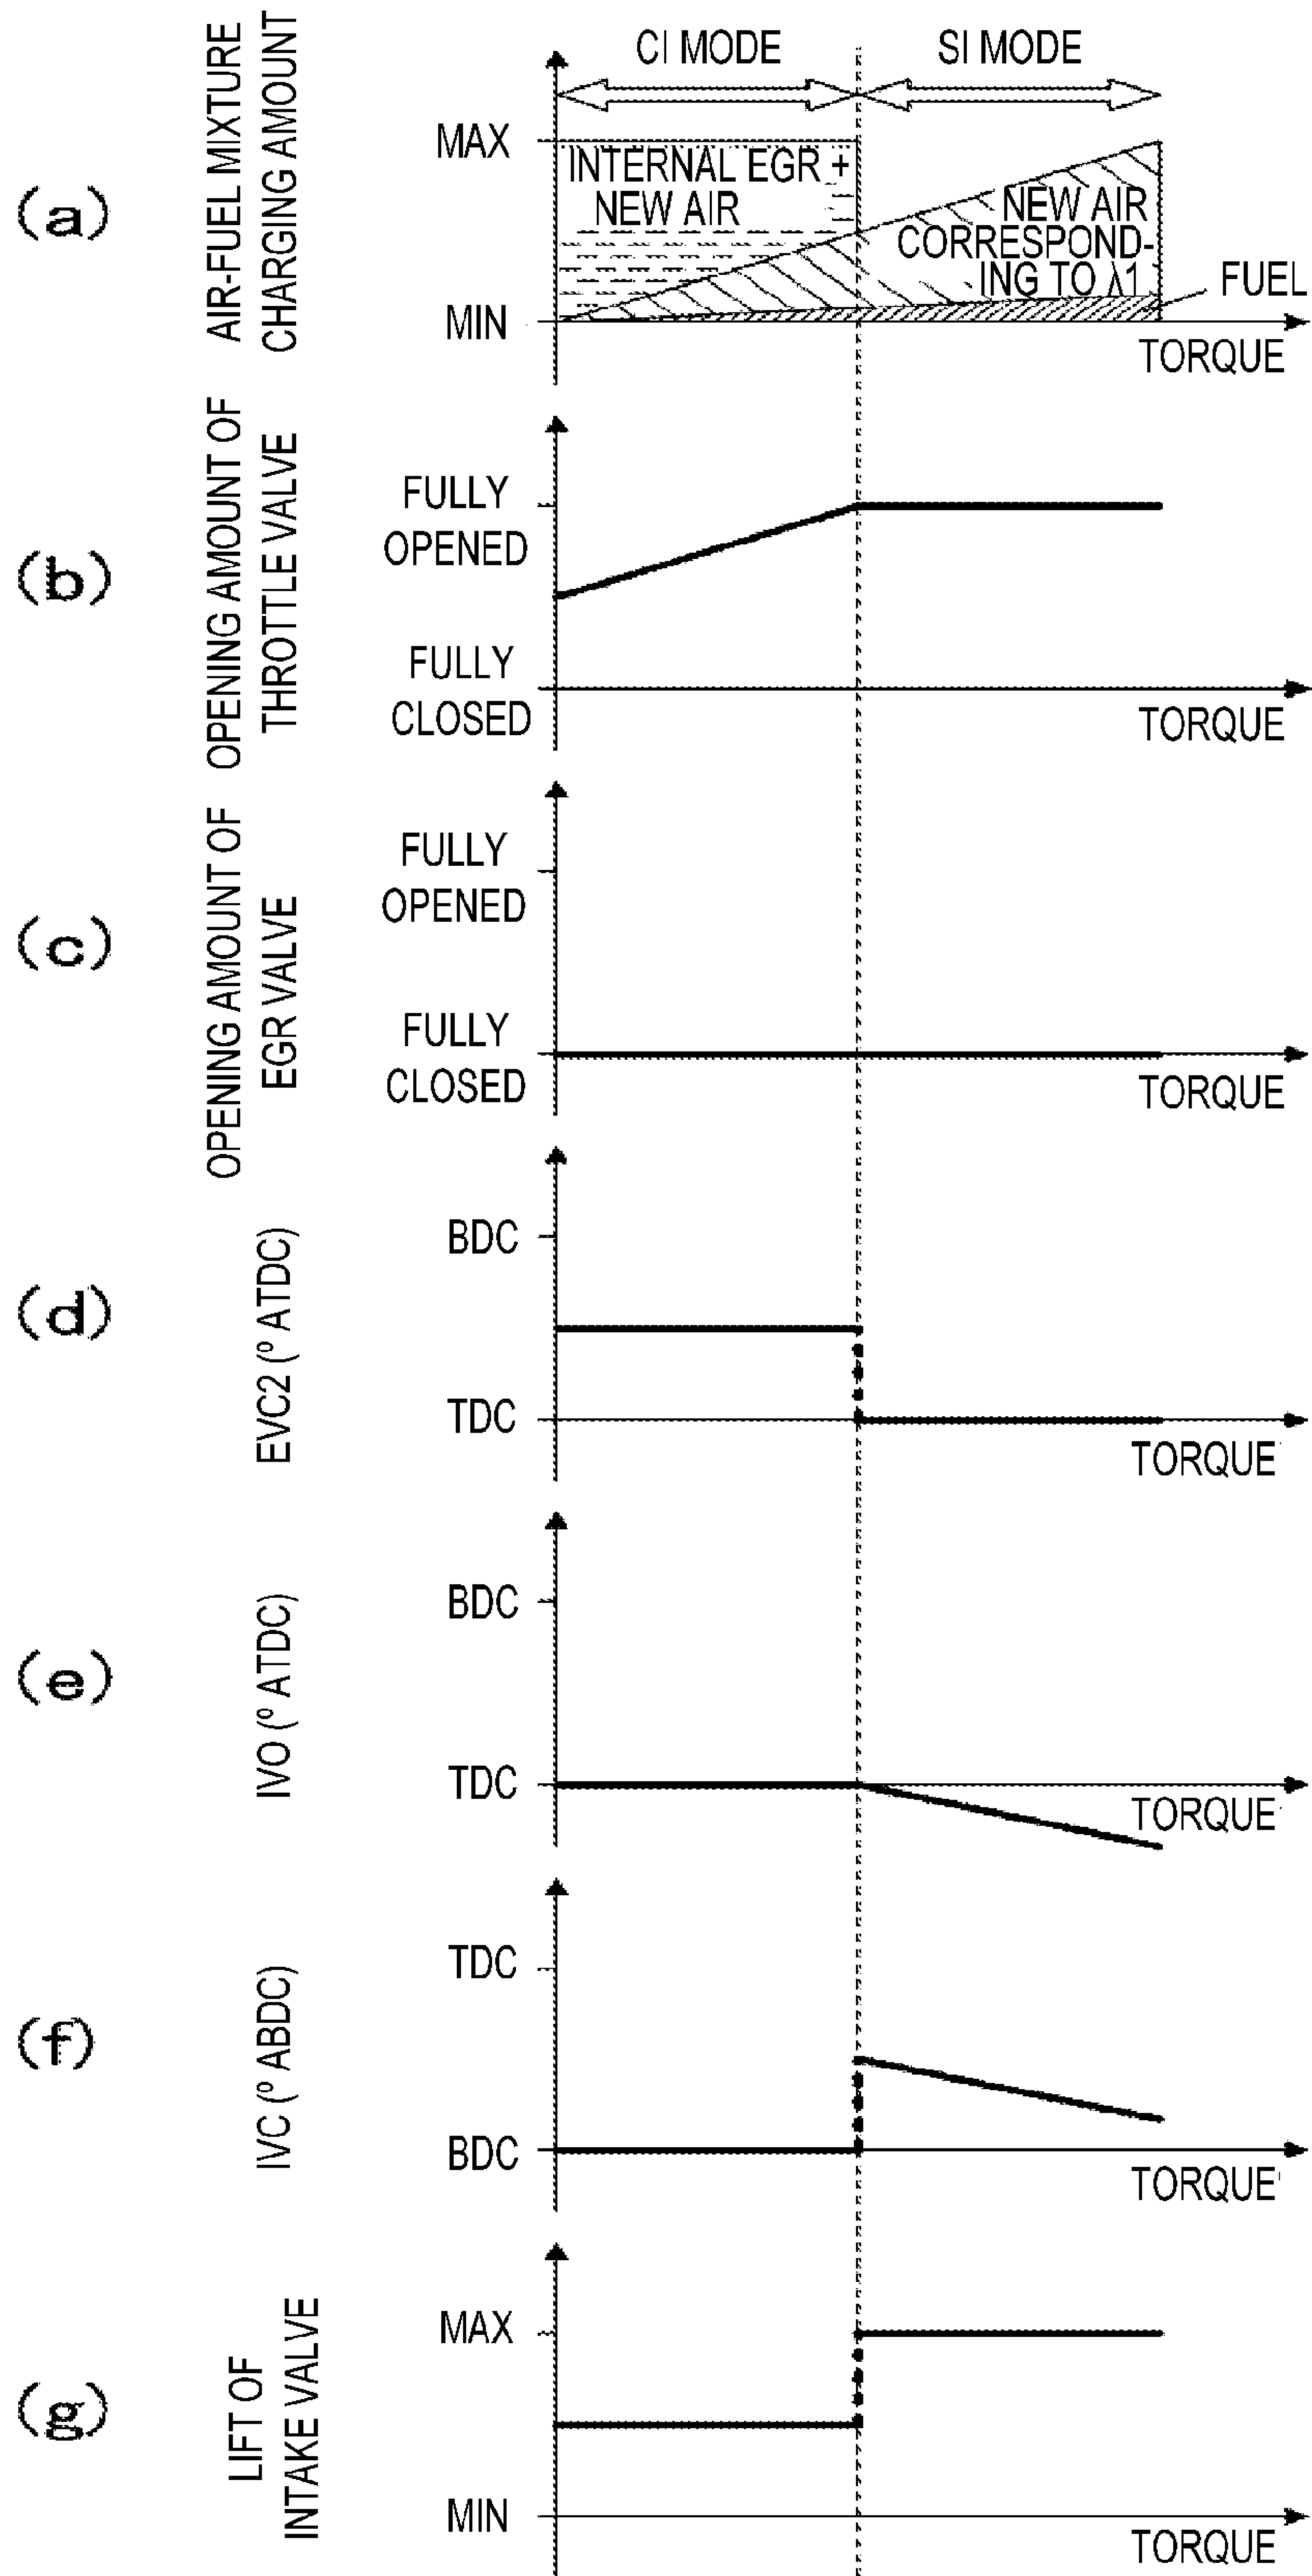 CI MODE
SI MODE
(a)
AIR-FUEL MIXTURE
CHARGING AMOUNT
MAX
MIN
INTERNAL EGR +
NEW AIR
NEW AIR
CORRESPOND-
ING TO λ1
FUEL
TORQUE
(b)
OPENING AMOUNT OF
THROTTLE VALVE
FULLY
OPENED
FULLY
CLOSED
TORQUE
(c)
OPENING AMOUNT OF
EGR VALVE
FULLY
OPENED
FULLY
CLOSED
TORQUE
(d)
EVC2 (º ATDC)
BDC
TDC
TORQUE
(e)
IVO (º ATDC)
BDC
TDC
TORQUE
(f)
IVC (º ABDC)
TDC
BDC
TORQUE
(g)
LIFT OF
INTAKE VALVE
MAX
MIN
TORQUE